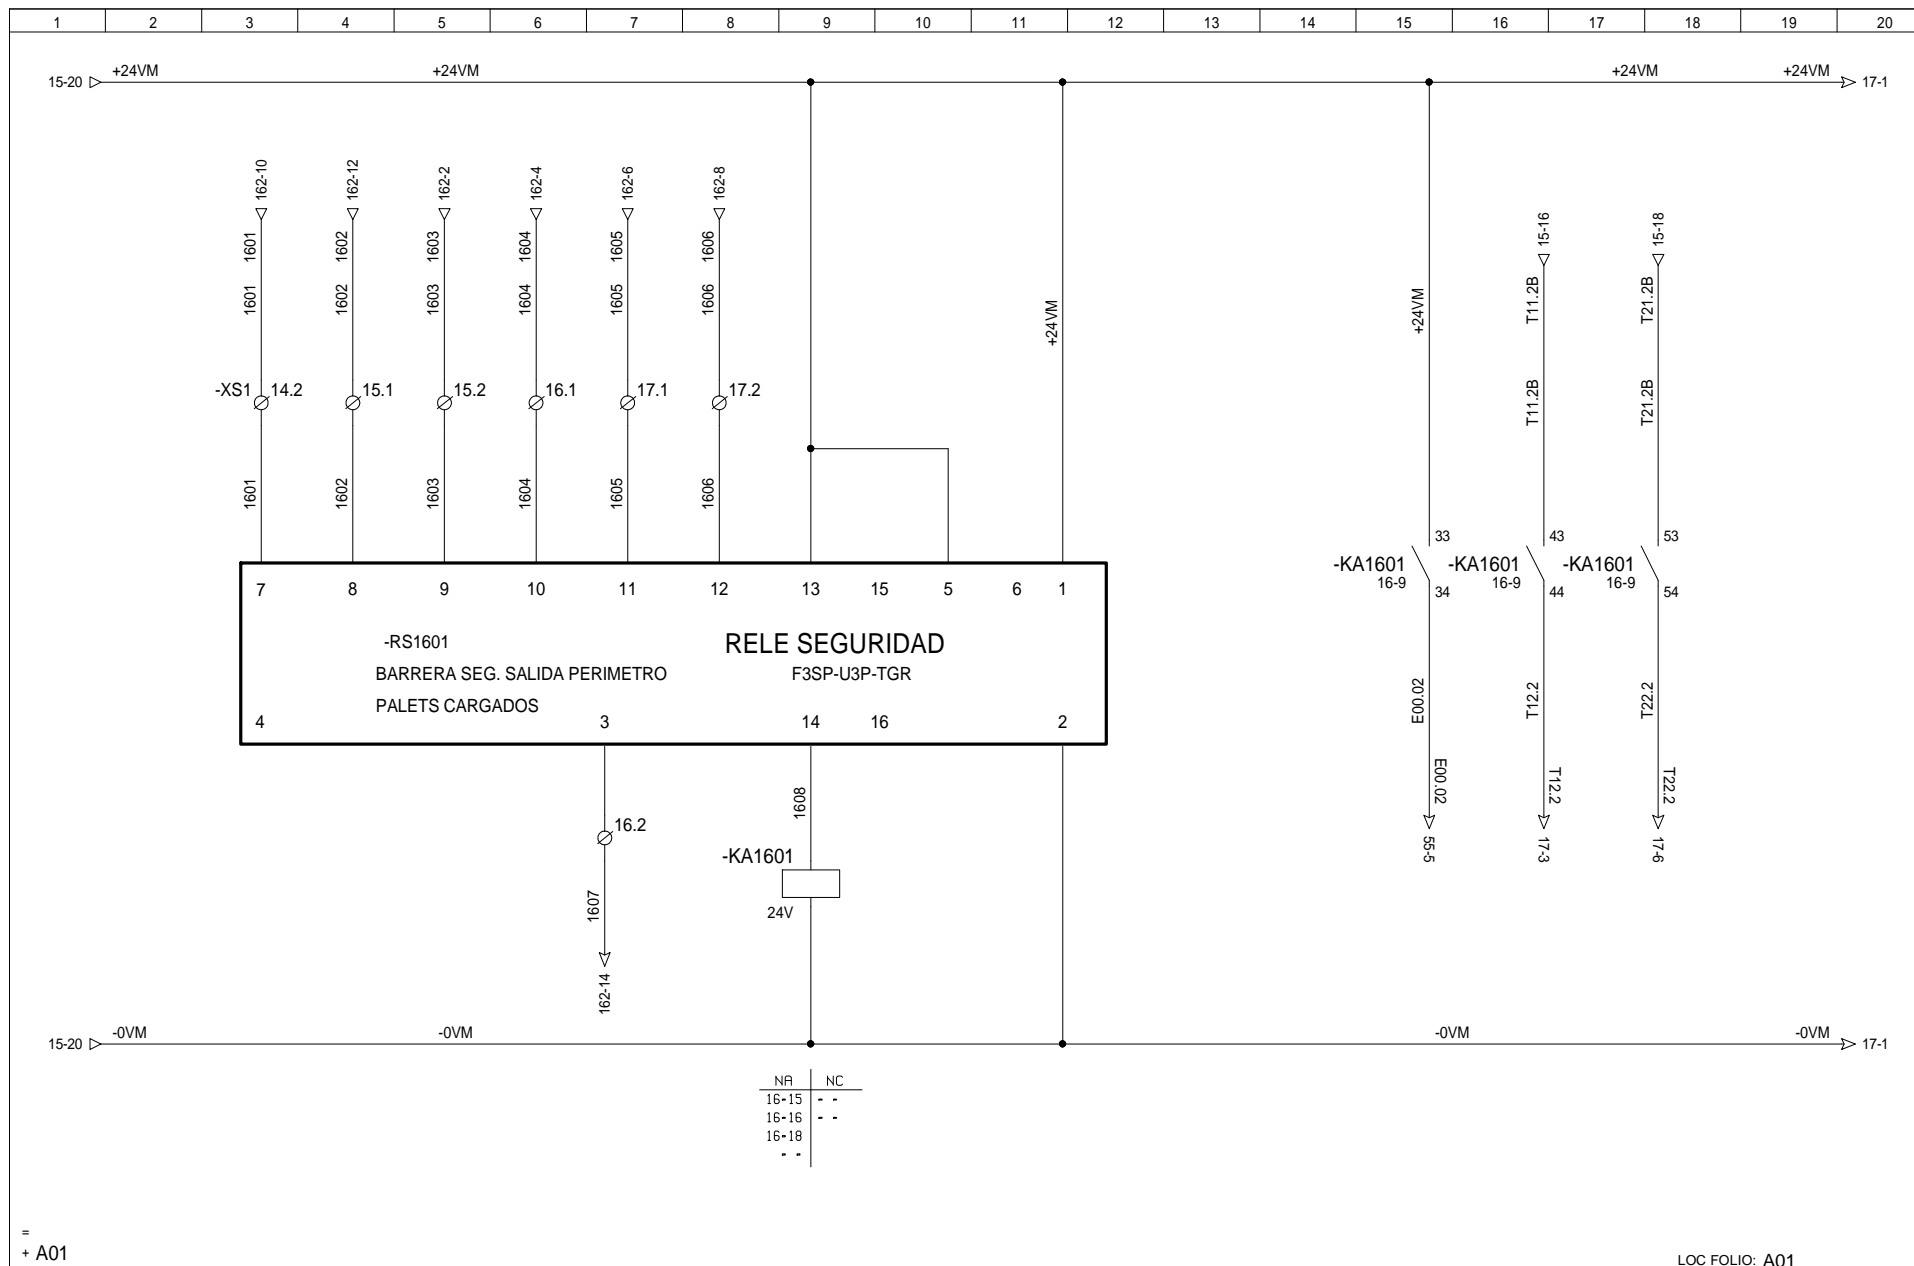 1 2 3 4 5 6 7 8 9 10 11 12 13 14 15 16 17 18 19 20
+24VM +24VM +24VM +24VM
15-20 17-1
162-10 162-12 162-2 162-4 162-6 162-8
15-16 15-18
1601 1602 1603 1604 1605 1606
1601 1602 1603 1604 1605 1606
+24VM +24VM T11.2B T21.2B
-XS1 14.2 15.1 15.2 16.1 17.1 17.2
T11.2B T21.2B
1601 1602 1603 1604 1605 1606
33 43 53
-KA1601 -KA1601 -KA1601
16-9 16-9 16-9
34 44 54
7 8 9 10 11 12 13 15 5 6 1
-RS1601 RELE SEGURIDAD
BARRERA SEG. SALIDA PERIMETRO F3SP-U3P-TGR
PALETS CARGADOS
4 3 14 16 2
E00.02 T12.2 T22.2
E00.02 T12.2 T22.2
1608
16.2
55-5 17-3 17-6
-KA1601
24V
1607
162-14
-0VM -0VM -0VM -0VM
15-20 17-1
NA NC
16-15 - -
16-16 - -
16-18
- -
=
+ A01
LOC FOLIO: A01